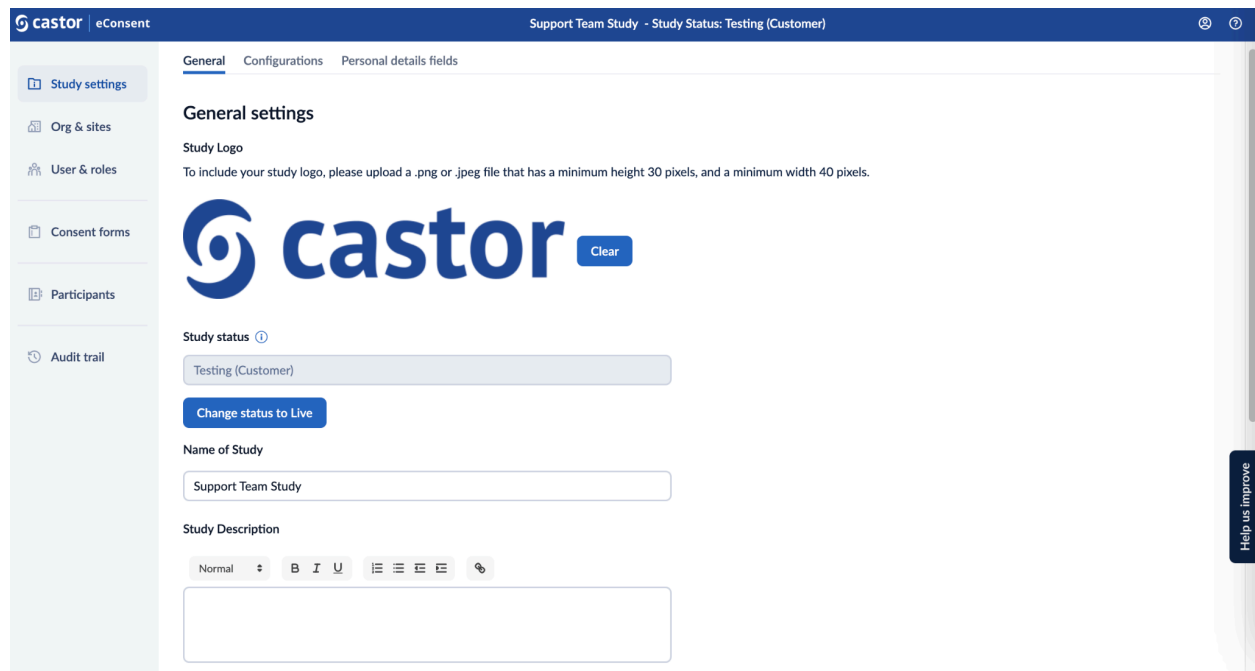 castor eConsent
Support Team Study - Study Status: Testing (Customer)
General Configurations Personal details fields
Study settings
Org & sites
User & roles
Consent forms
Participants
Audit trail
General settings
Study Logo
To include your study logo, please upload a .png or .jpeg file that has a minimum height 30 pixels, and a minimum width 40 pixels.
castor
Clear
Study status
Testing (Customer)
Change status to Live
Name of Study
Support Team Study
Study Description
Normal B I U
Help us improve